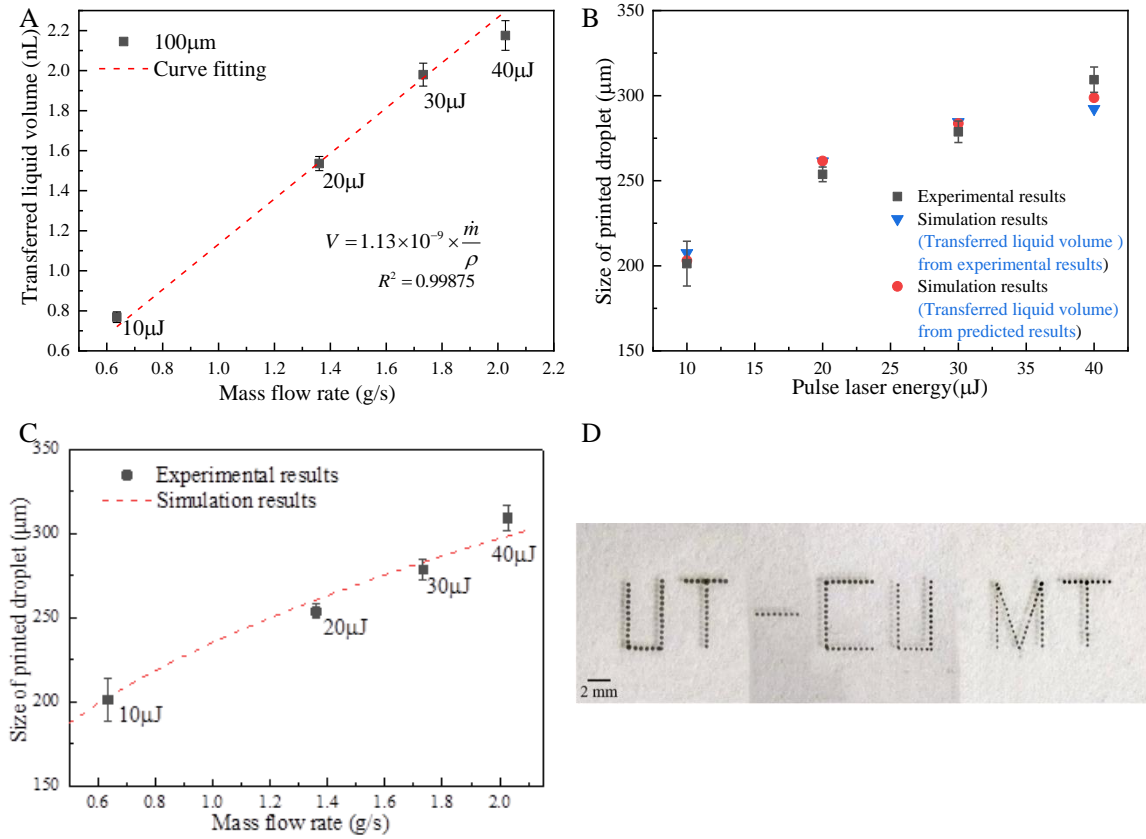 A
Transferred liquid volume (nL)
2.2
2.0
1.8
1.6
1.4
1.2
1.0
0.8
0.6
100μm
Curve fitting
40μJ
30μJ
20μJ
10μJ
V = 1.13×10⁻⁹ × ṁ/ρ
R² = 0.99875
0.6 0.8 1.0 1.2 1.4 1.6 1.8 2.0 2.2
Mass flow rate (g/s)
B
Size of printed droplet (μm)
350
300
250
200
150
Experimental results
Simulation results
(Transferred liquid volume )
from experimental results)
Simulation results
(Transferred liquid volume)
from predicted results)
10 15 20 25 30 35 40
Pulse laser energy(μJ)
C
Size of printed droplet (μm)
350
300
250
200
150
Experimental results
Simulation results
40μJ
30μJ
20μJ
10μJ
0.6 0.8 1.0 1.2 1.4 1.6 1.8 2.0
Mass flow rate (g/s)
D
UT-CU MT
2 mm